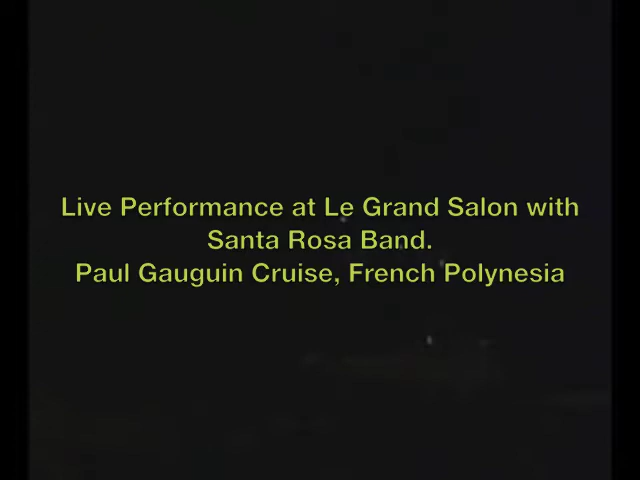 Live Performance at Le Grand Salon with
Santa Rosa Band.
Paul Gauguin Cruise, French Polynesia